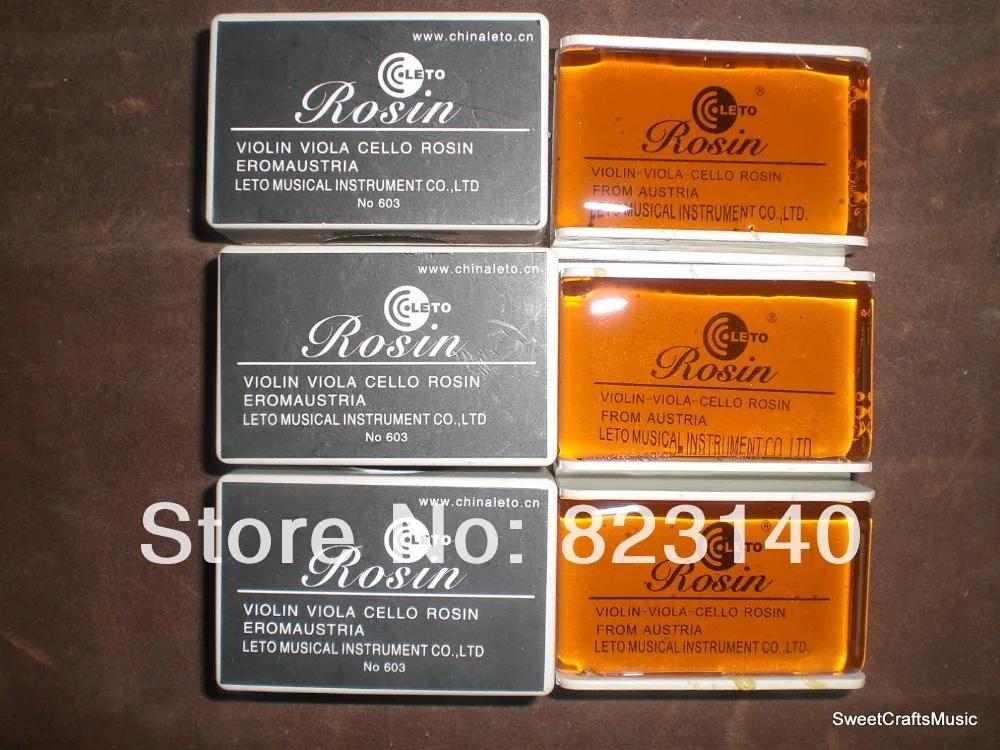 www.chinaleto.cn
LETO
Rosin
VIOLIN VIOLA CELLO ROSIN
EROMAUSTRIA
LETO MUSICAL INSTRUMENT CO.,LTD
No 603
LETO ®
Rosin
VIOLIN-VIOLA-CELLO ROSIN
FROM AUSTRIA
LETO MUSICAL INSTRUMENT CO.,LTD.
www.chinaleto.cn
LETO
Rosin
VIOLIN VIOLA CELLO ROSIN
EROMAUSTRIA
LETO MUSICAL INSTRUMENT CO.,LTD
No 603
LETO ®
Rosin
VIOLIN-VIOLA-CELLO ROSIN
FROM AUSTRIA
LETO MUSICAL INSTRUMENT CO.,LTD.
www.chinaleto.cn
LETO
Rosin
VIOLIN VIOLA CELLO ROSIN
EROMAUSTRIA
LETO MUSICAL INSTRUMENT CO.,LTD
No 603
LETO ®
Rosin
VIOLIN-VIOLA-CELLO ROSIN
FROM AUSTRIA
LETO MUSICAL INSTRUMENT CO.,LTD.
Store No: 823140
SweetCraftsMusic